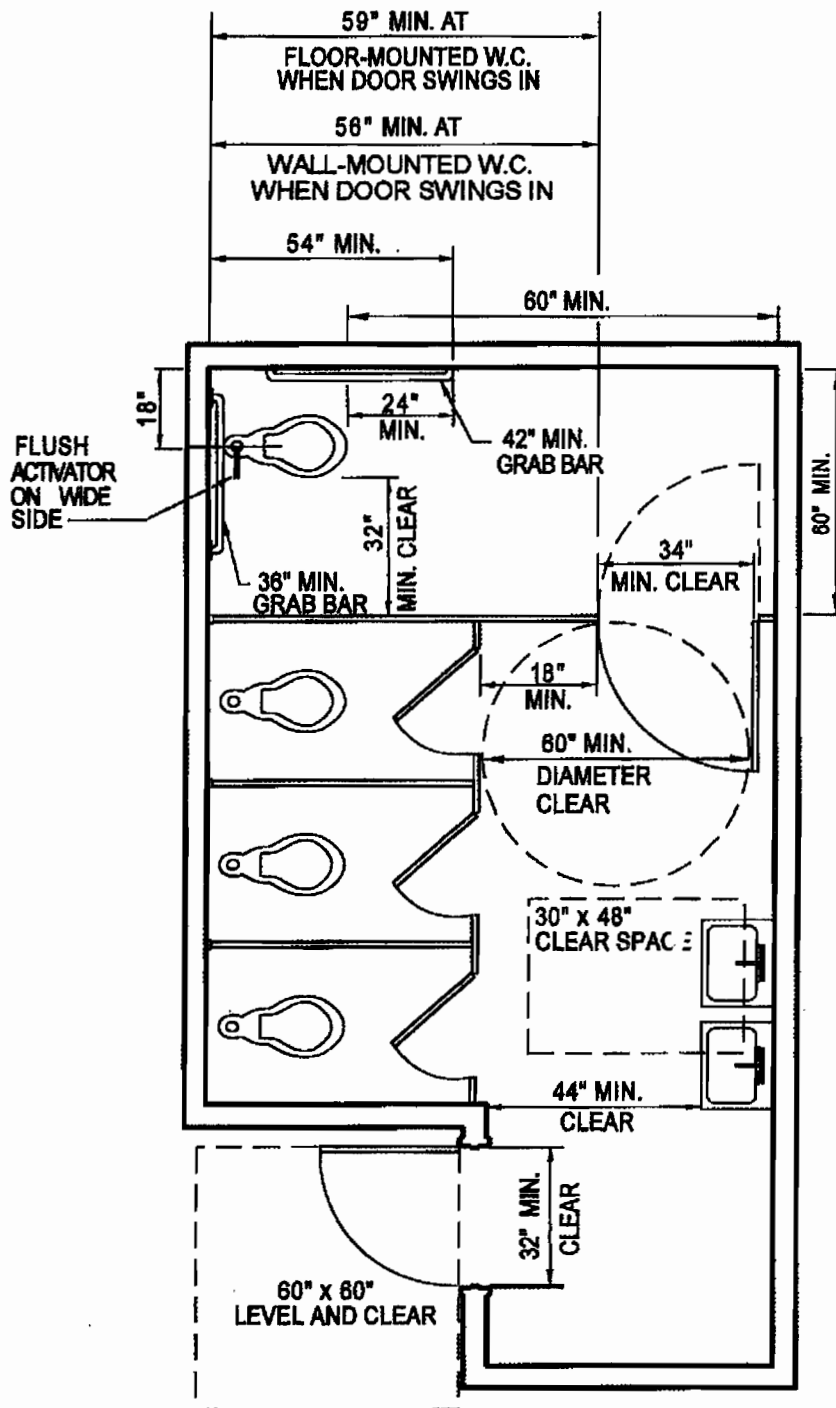 59" MIN. AT
FLOOR-MOUNTED W.C.
WHEN DOOR SWINGS IN
56" MIN. AT
WALL-MOUNTED W.C.
WHEN DOOR SWINGS IN
54" MIN.
60" MIN.
18"
24"
MIN.
42" MIN.
GRAB BAR
FLUSH
ACTIVATOR
ON WIDE
SIDE
32"
MIN. CLEAR
36" MIN.
GRAB BAR
34"
MIN. CLEAR
60" MIN.
18"
MIN.
60" MIN.
DIAMETER
CLEAR
30" x 48"
CLEAR SPACE
44" MIN.
CLEAR
32" MIN.
CLEAR
60" x 60"
LEVEL AND CLEAR